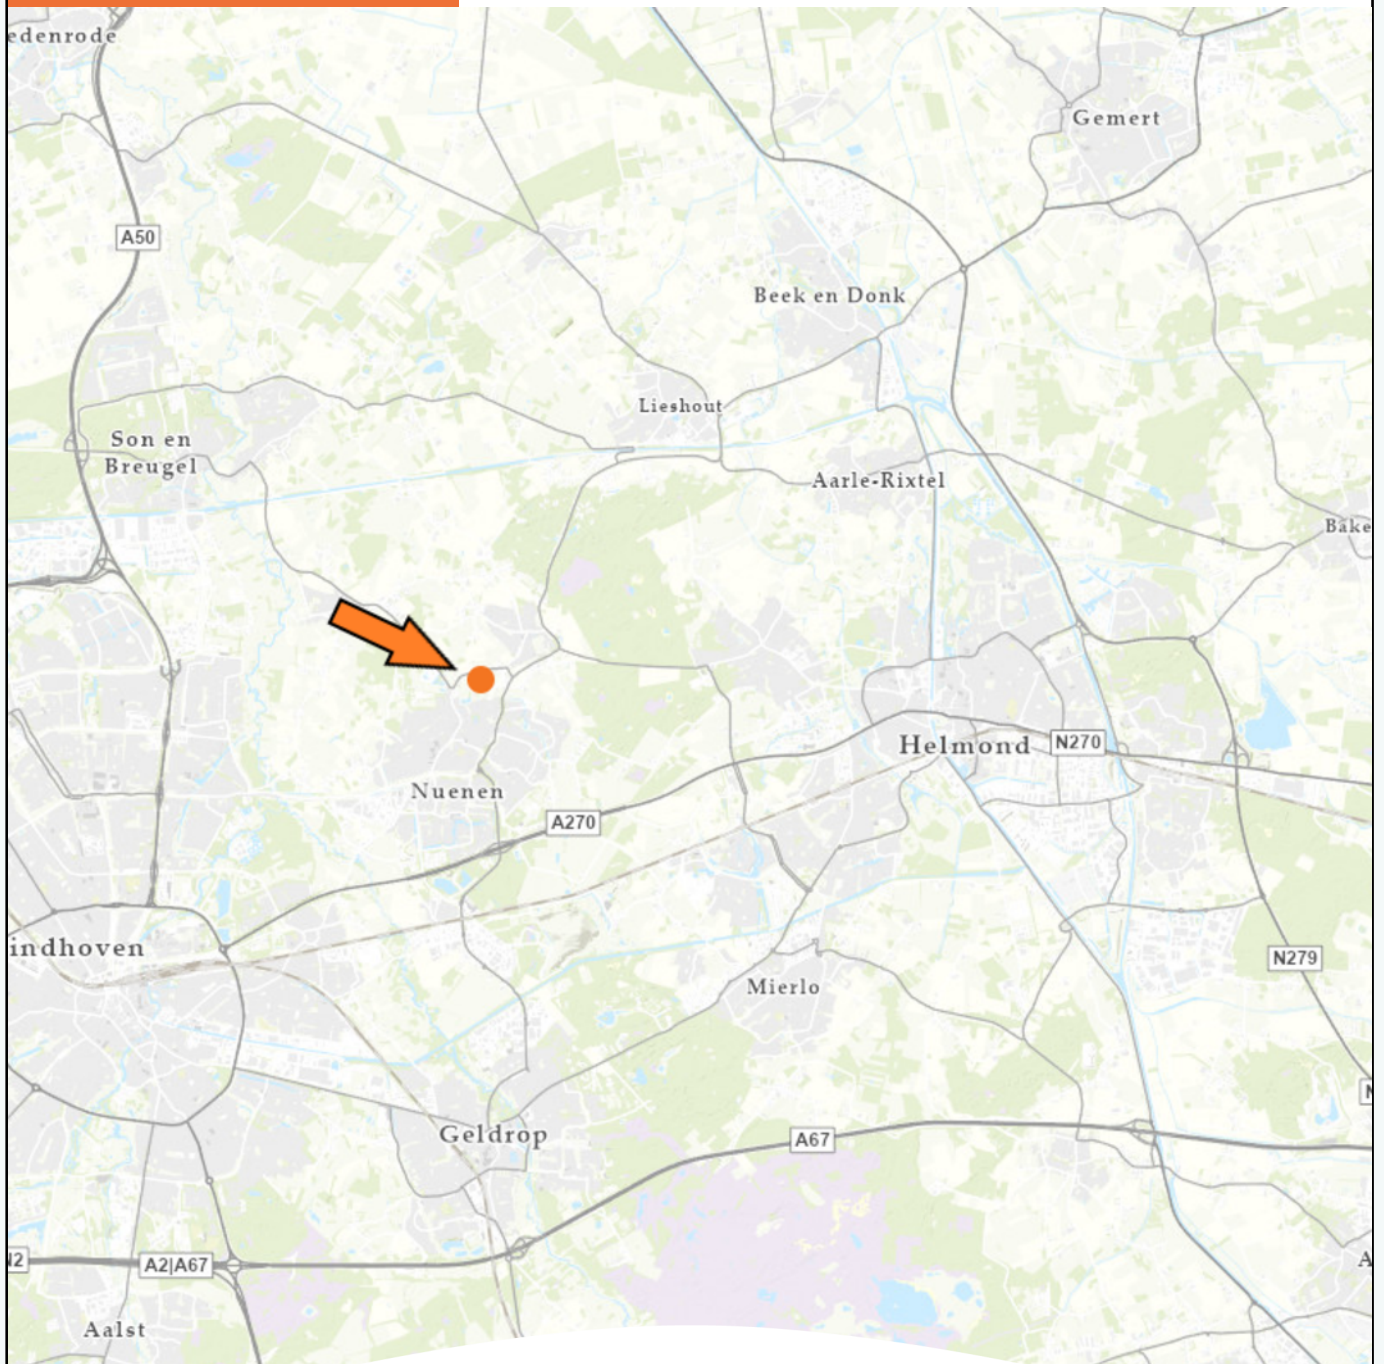 edenrode
Gemert
A50
Beek en Donk
Lieshout
Son en
Breugel
Aarle-Rixtel
Bake
Helmond
N270
Nuenen
A270
indhoven
N279
Mierlo
N
Geldrop
A67
N2
A2|A67
A
Aalst